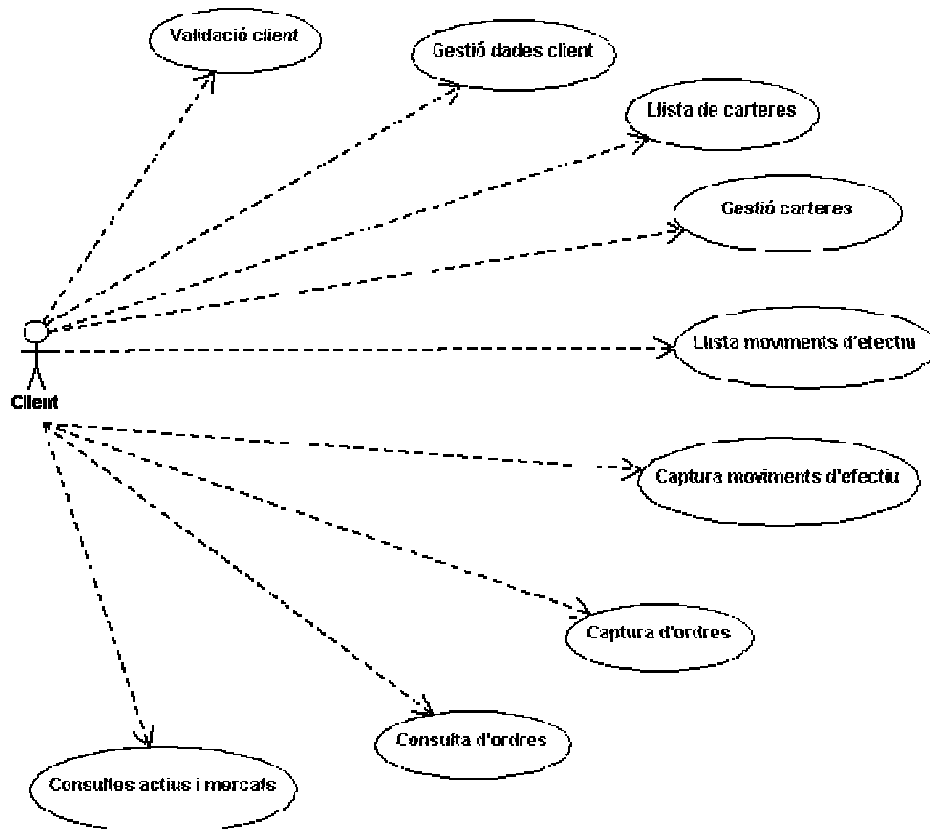 Validació client
Gestió dades client
Llista de carteres
Gestió carteres
Llista moviments d'efectiu
Client
Captura moviments d'efectiu
Captura d'ordres
Consulta d'ordres
Consultes actius i mercats